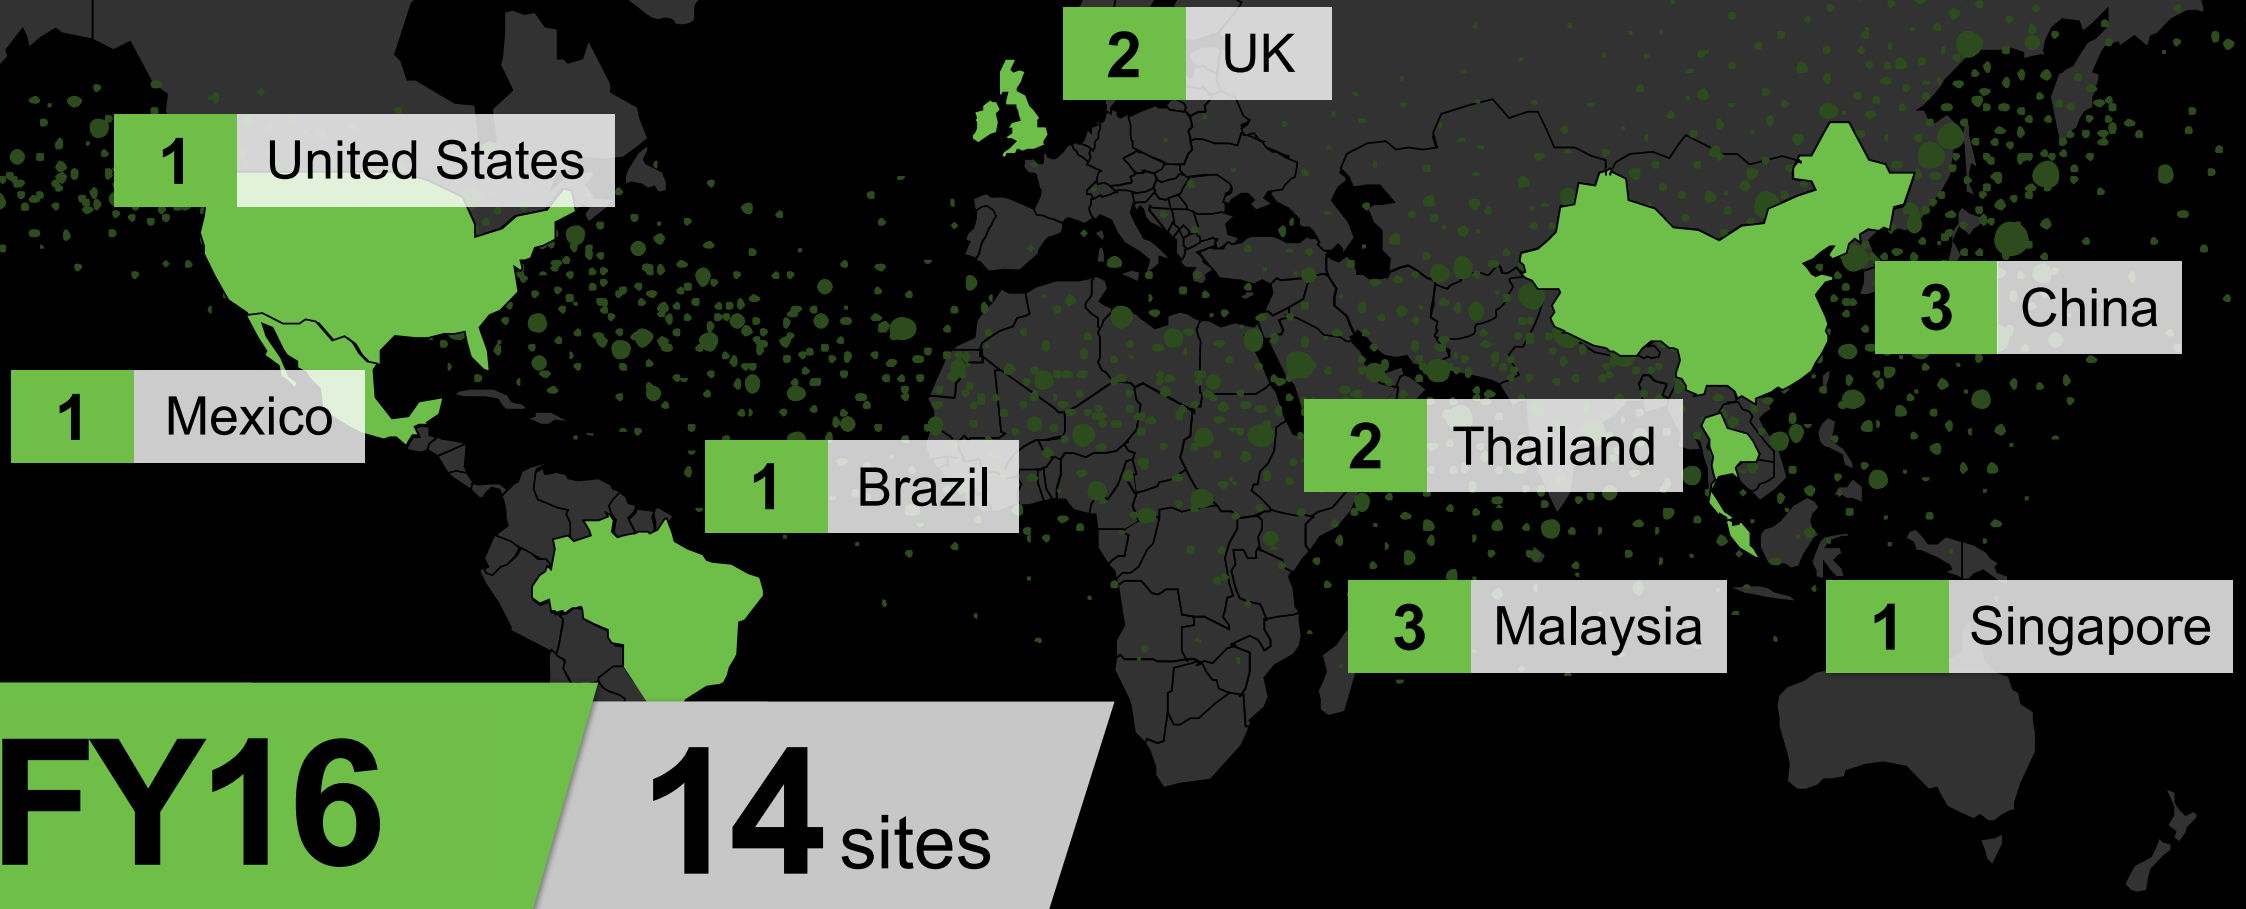 2 UK
1 United States
3 China
1 Mexico
2 Thailand
1 Brazil
3 Malaysia
1 Singapore
FY16
14 sites